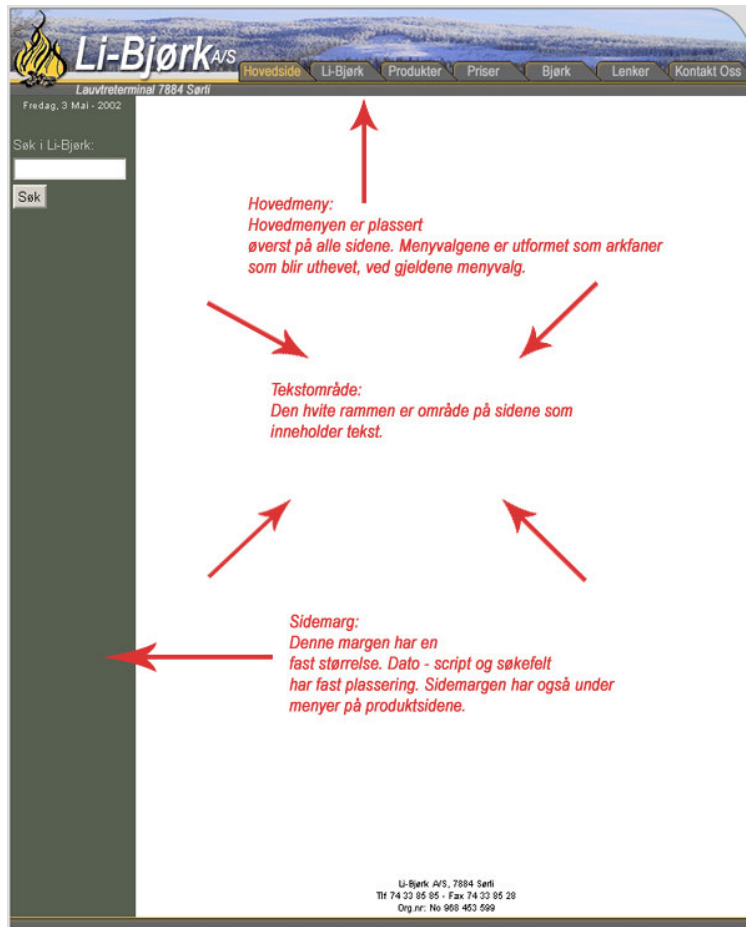 Li-Bjørk A/S
Hovedside Li-Bjørk Produkter Priser Bjørk Lenker Kontakt Oss
Lauvtreterminal 7884 Sørli
Fredag, 3 Mai - 2002
Søk i Li-Bjørk:
Søk
Hovedmeny:
Hovedmenyen er plassert
øverst på alle sidene. Menyvalgene er utformet som arkfaner
som blir uthevet, ved gjeldene menyvalg.
Tekstområde:
Den hvite rammen er område på sidene som
inneholder tekst.
Sidemarg:
Denne margen har en
fast størrelse. Dato - script og søkefelt
har fast plassering. Sidemargen har også under
menyer på produktsidene.
Li-Bjørk A/S, 7884 Sørli
Tlf 74 33 85 85 - Fax 74 33 85 28
Org.nr: No 968 453 599